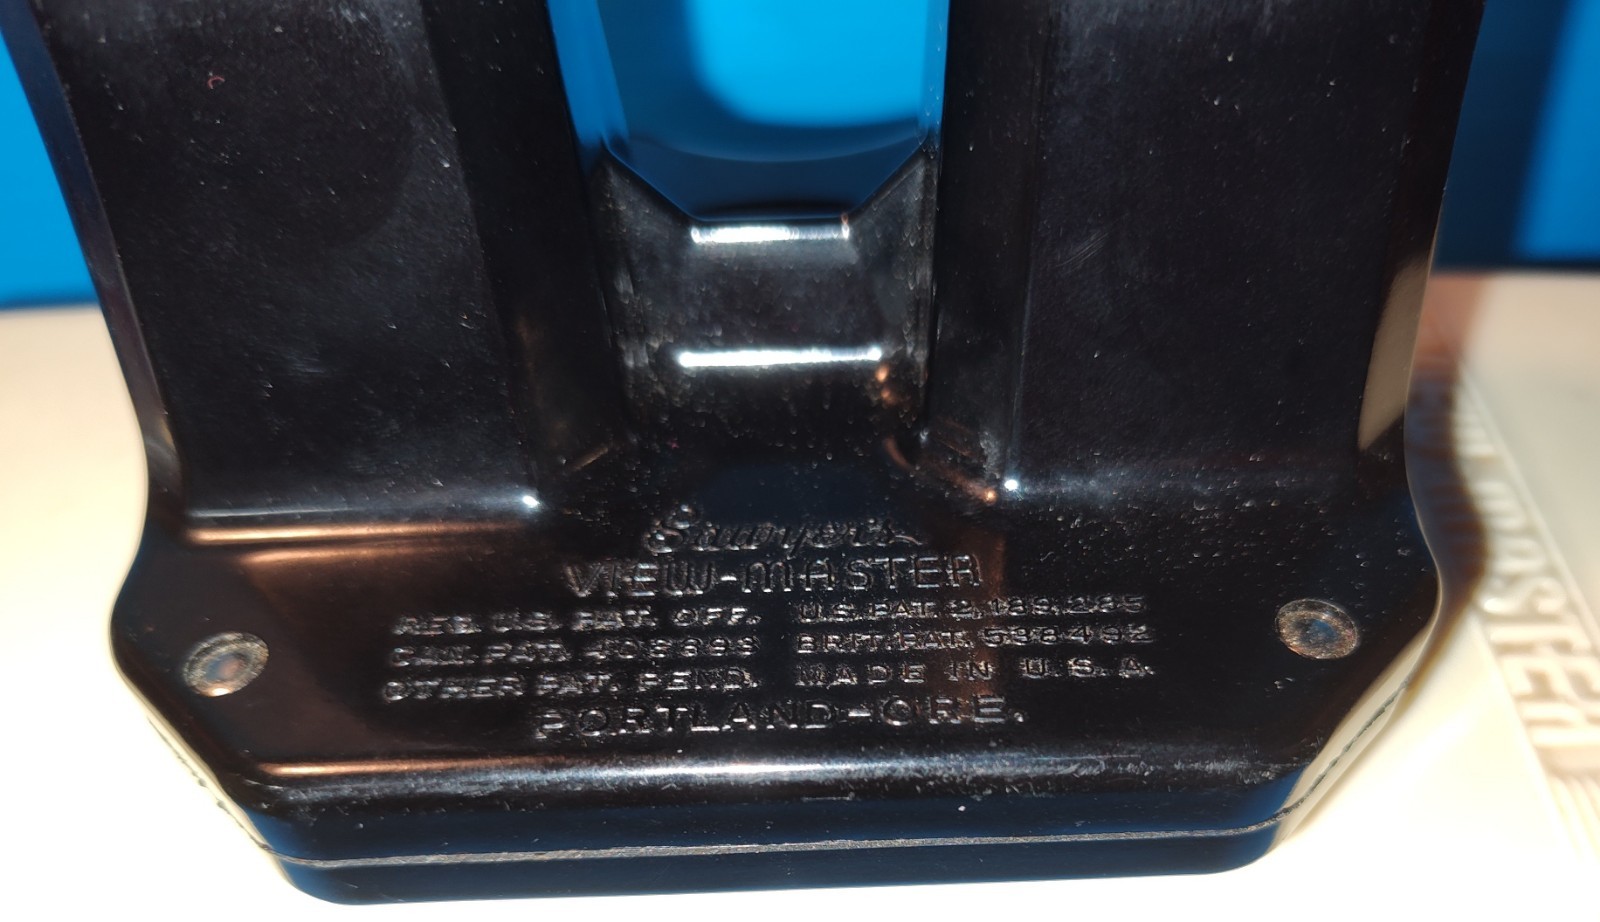 Sawyer's
VIEW-MASTER
REG. U.S. PAT. OFF. U.S. PAT. 2,189,285
CAN. PAT. 408693 BRIT. PAT. 538492
OTHER PAT. PEND. MADE IN U.S.A.
PORTLAND-ORE.